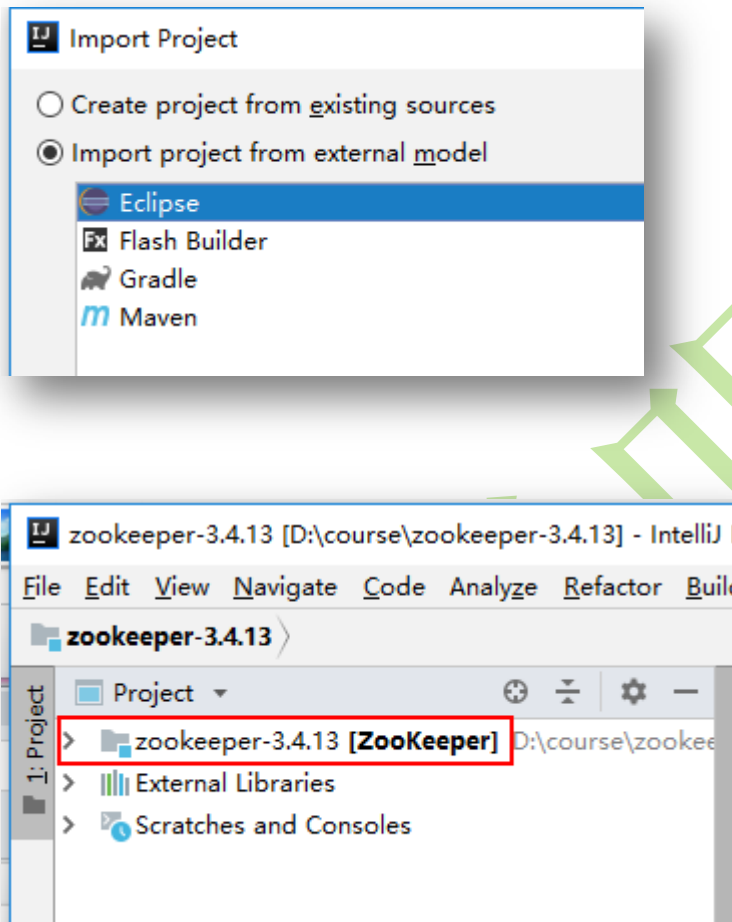 Import Project
Create project from existing sources
Import project from external model
Eclipse
Flash Builder
Gradle
Maven
zookeeper-3.4.13 [D:\course\zookeeper-3.4.13] - IntelliJ
File Edit View Navigate Code Analyze Refactor
zookeeper-3.4.13
Project
1: Project
zookeeper-3.4.13 [ZooKeeper] D:\course\zookee
External Libraries
Scratches and Consoles